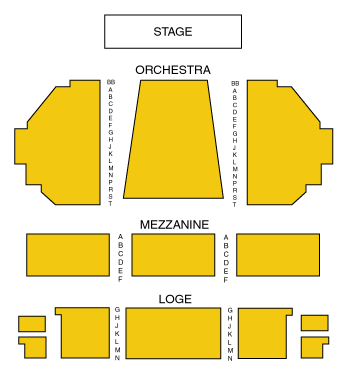 STAGE
ORCHESTRA
BB BB
A A
B B
C C
D D
E E
F F
G G
H H
J J
K K
L L
M M
N N
P P
R R
S S
T T
MEZZANINE
A A
B B
C C
D D
E E
F F
LOGE
G G
H H
J J
K K
L L
M M
N N